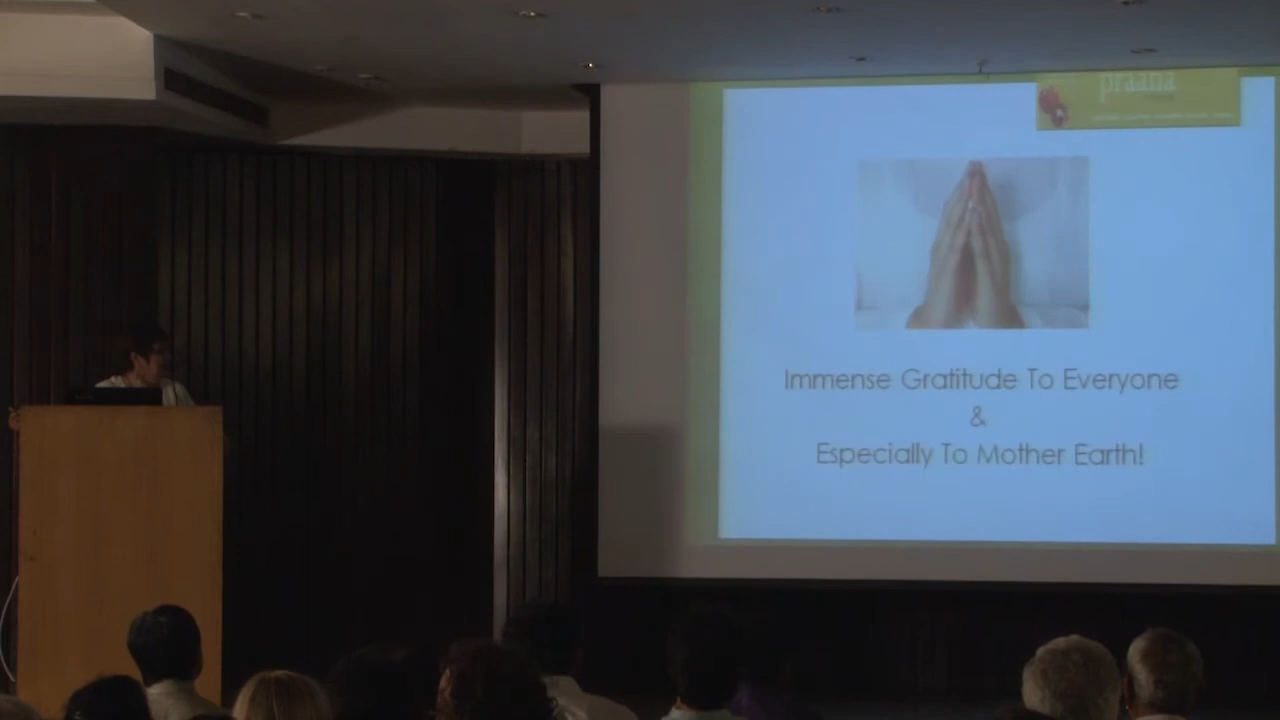 praana
Immense Gratitude To Everyone
&
Especially To Mother Earth!